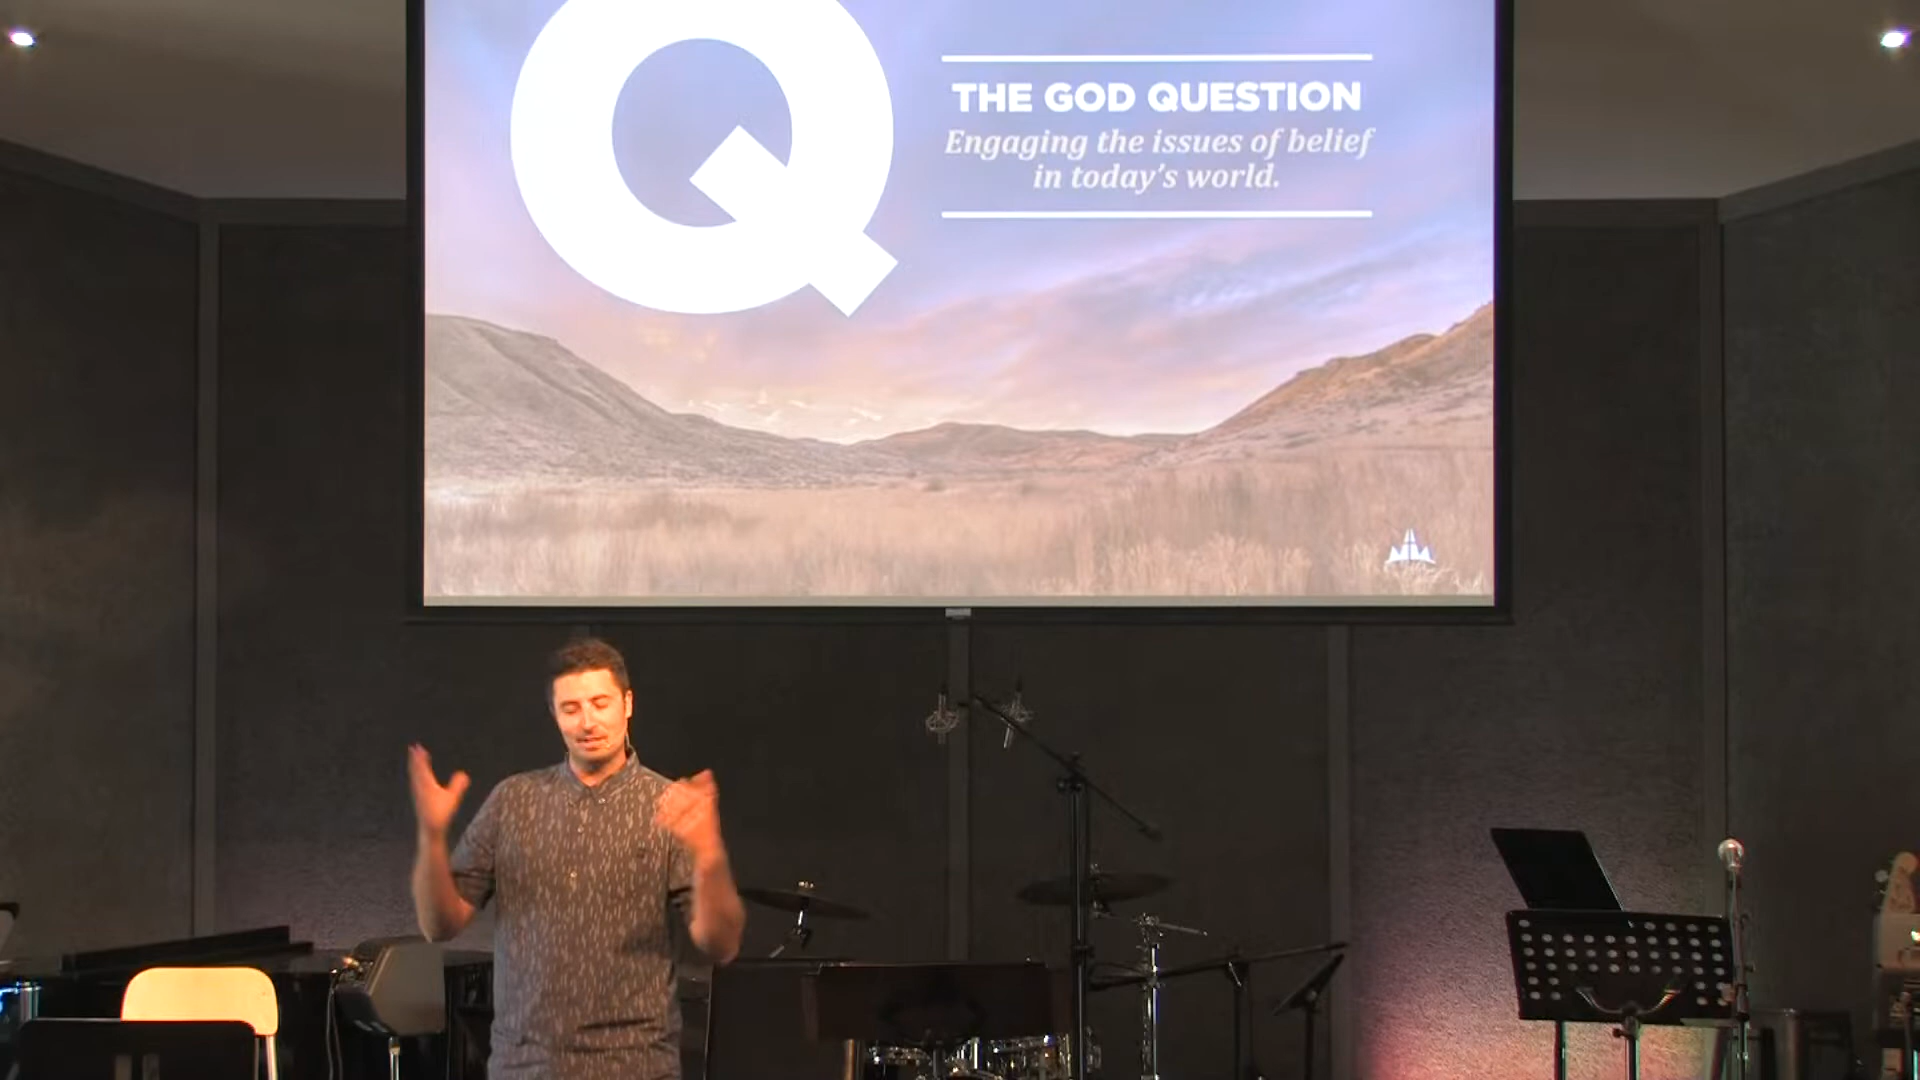 Q
THE GOD QUESTION
Engaging the issues of belief
in today's world.